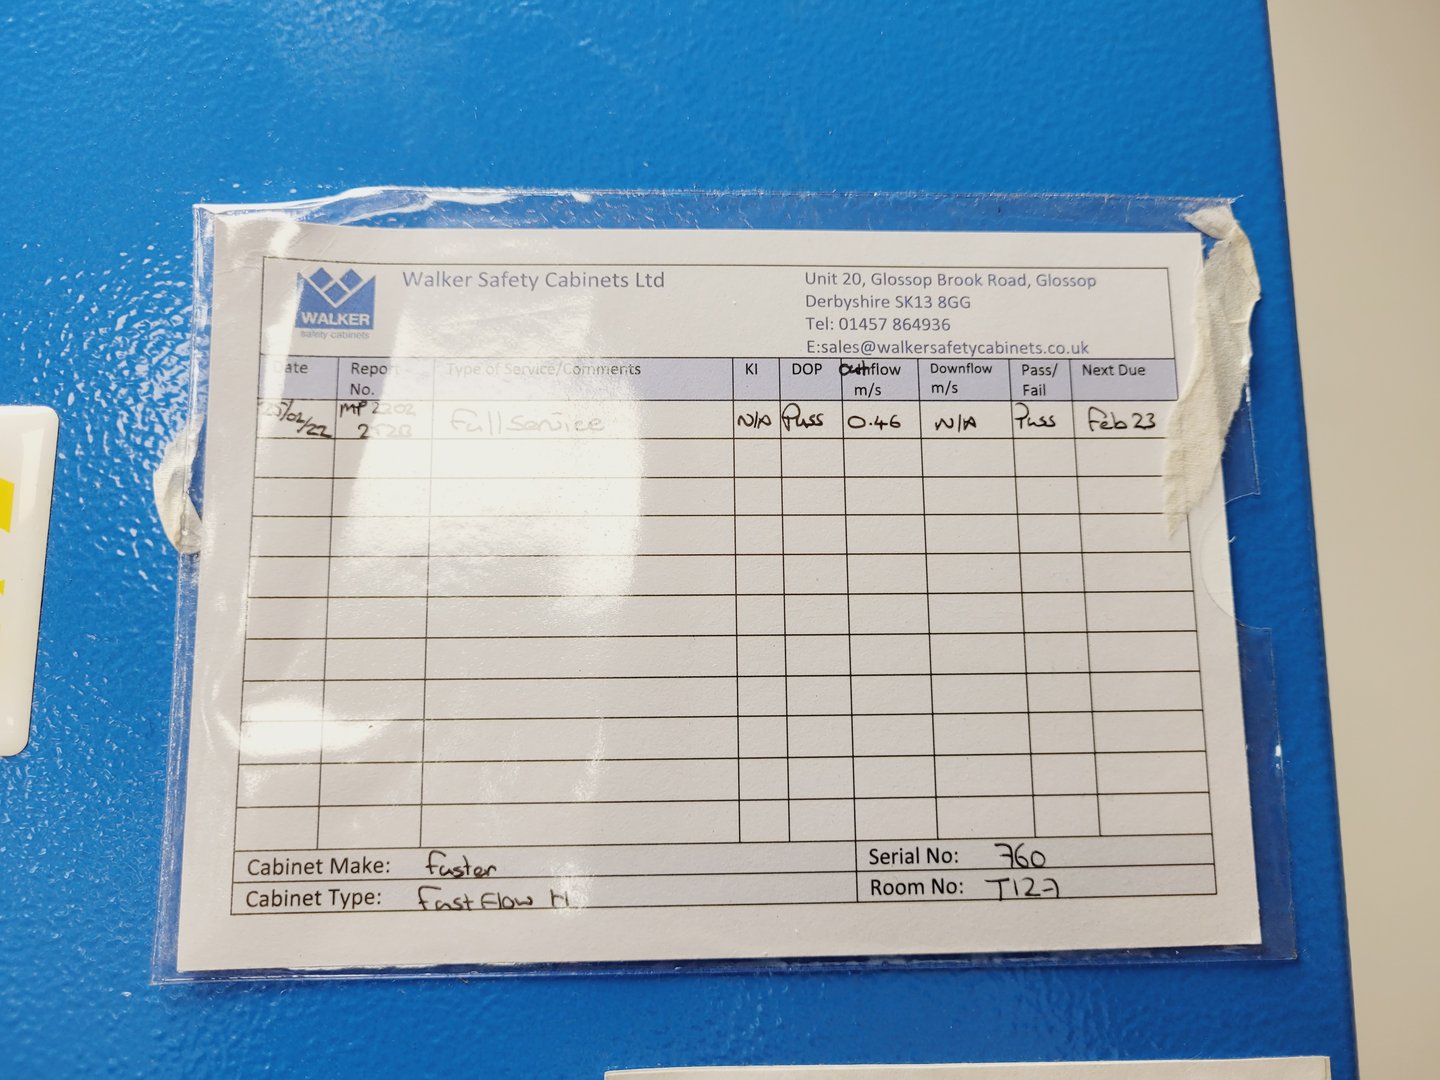 WALKER
safety cabinets
Walker Safety Cabinets Ltd
Unit 20, Glossop Brook Road, Glossop
Derbyshire SK13 8GG
Tel: 01457 864936
E:sales@walkersafetycabinets.co.uk
Date Report No. Type of Service/Comments KI DOP outflow m/s Downflow m/s Pass/ Fail Next Due
25/02/22 MP 2202 Full service N/A Pass 0.46 N/A Pass Feb 23
Cabinet Make: Faster
Serial No: 760
Cabinet Type: Fast Flow H
Room No: T127